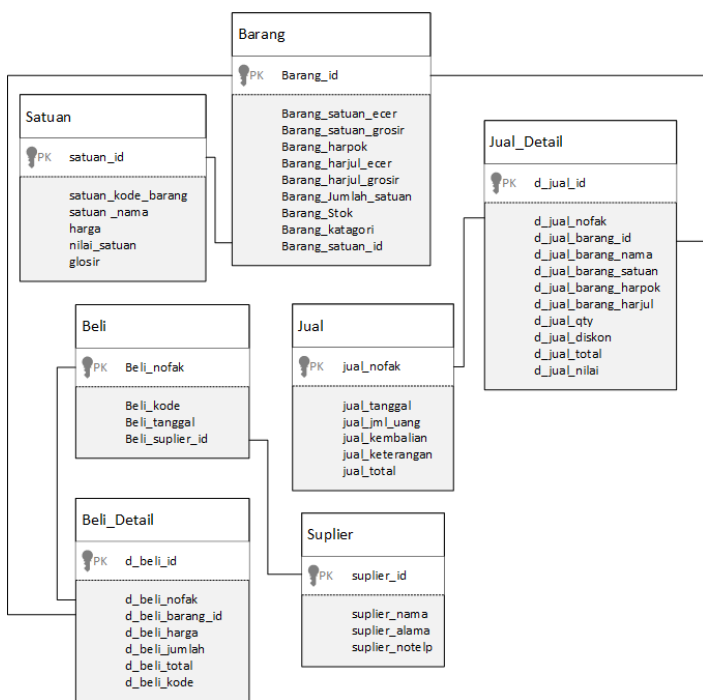 Barang
PK Barang_id
Barang_satuan_ecer
Barang_satuan_grosir
Barang_harpok
Barang_harjul_ecer
Barang_harjul_grosir
Barang_Jumlah_satuan
Barang_Stok
Barang_katagori
Barang_satuan_id
Satuan
PK satuan_id
satuan_kode_barang
satuan _nama
harga
nilai_satuan
glosir
Jual_Detail
PK d_jual_id
d_jual_nofak
d_jual_barang_id
d_jual_barang_nama
d_jual_barang_satuan
d_jual_barang_harpok
d_jual_barang_harjul
d_jual_qty
d_jual_diskon
d_jual_total
d_jual_nilai
Beli
PK Beli_nofak
Beli_kode
Beli_tanggal
Beli_suplier_id
Jual
PK jual_nofak
jual_tanggal
jual_jml_uang
jual_kembalian
jual_keterangan
jual_total
Beli_Detail
PK d_beli_id
d_beli_nofak
d_beli_barang_id
d_beli_harga
d_beli_jumlah
d_beli_total
d_beli_kode
Suplier
PK suplier_id
suplier_nama
suplier_alama
suplier_notelp